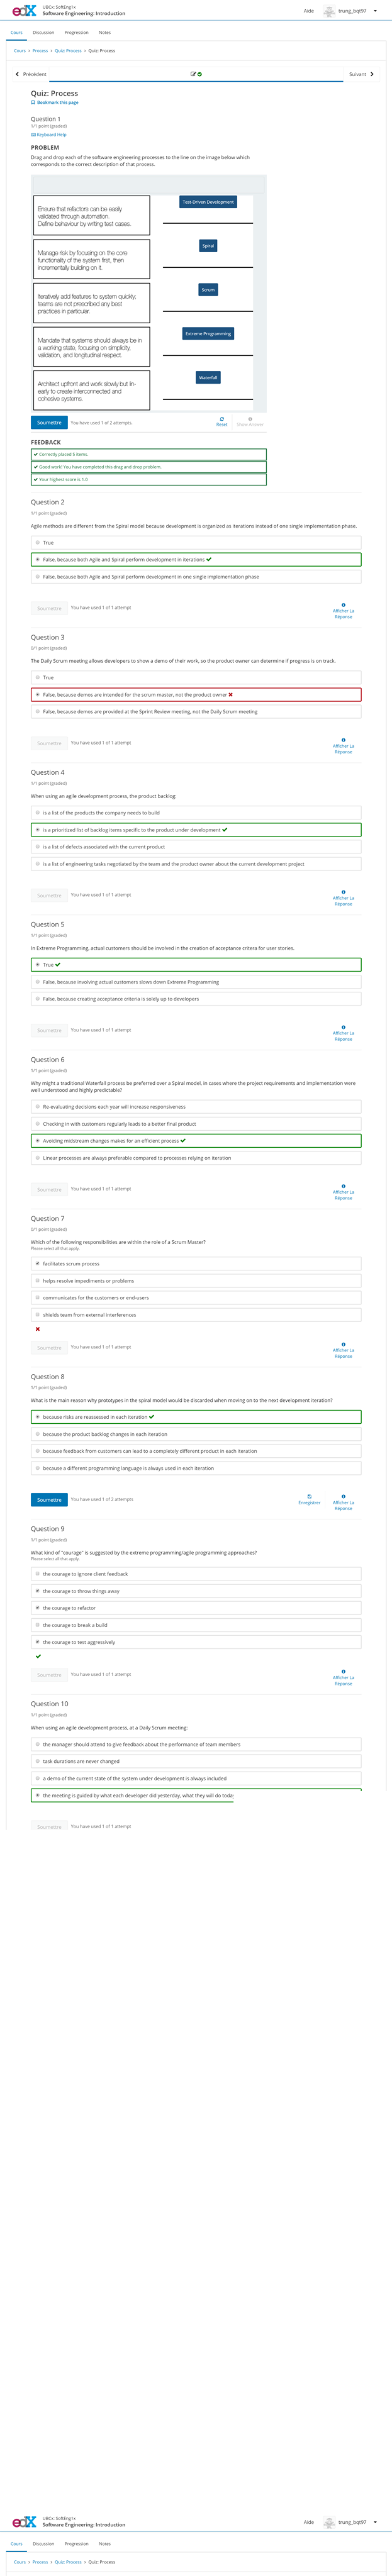 edX
UBCx: SoftEng1x
Software Engineering: Introduction
Aide
trung_bqt97
Cours Discussion Progression Notes
Cours > Process > Quiz: Process > Quiz: Process
Précédent
Suivant
Quiz: Process
Bookmark this page
Question 1
1/1 point (graded)
Keyboard Help
PROBLEM
Drag and drop each of the software engineering processes to the line on the image below which
corresponds to the correct description of that process.
Ensure that refactors can be easily
validated through automation.
Define behaviour by writing test cases.
Test-Driven Development
Manage risk by focusing on the core
functionality of the system first, then
incrementally building on it.
Spiral
Iteratively add features to system quickly;
teams are not prescribed any best
practices in particular.
Scrum
Mandate that systems should always be in
a working state, focusing on simplicity,
validation, and longitudinal respect.
Extreme Programming
Architect upfront and work slowly but lin-
early to create interconnected and
cohesive systems.
Waterfall
Soumettre
You have used 1 of 2 attempts.
Reset
Show Answer
FEEDBACK
Correctly placed 5 items.
Good work! You have completed this drag and drop problem.
Your highest score is 1.0
Question 2
1/1 point (graded)
Agile methods are different from the Spiral model because development is organized as iterations instead of one single implementation phase.
True
False, because both Agile and Spiral perform development in iterations
False, because both Agile and Spiral perform development in one single implementation phase
Soumettre
You have used 1 of 1 attempt
Afficher La
Réponse
Question 3
0/1 point (graded)
The Daily Scrum meeting allows developers to show a demo of their work, so the product owner can determine if progress is on track.
True
False, because demos are intended for the scrum master, not the product owner
False, because demos are provided at the Sprint Review meeting, not the Daily Scrum meeting
Soumettre
You have used 1 of 1 attempt
Afficher La
Réponse
Question 4
1/1 point (graded)
When using an agile development process, the product backlog:
is a list of the products the company needs to build
is a prioritized list of backlog items specific to the product under development
is a list of defects associated with the current product
is a list of engineering tasks negotiated by the team and the product owner about the current development project
Soumettre
You have used 1 of 1 attempt
Afficher La
Réponse
Question 5
1/1 point (graded)
In Extreme Programming, actual customers should be involved in the creation of acceptance critera for user stories.
True
False, because involving actual customers slows down Extreme Programming
False, because creating acceptance criteria is solely up to developers
Soumettre
You have used 1 of 1 attempt
Afficher La
Réponse
Question 6
1/1 point (graded)
Why might a traditional Waterfall process be preferred over a Spiral model, in cases where the project requirements and implementation were
well understood and highly predictable?
Re-evaluating decisions each year will increase responsiveness
Checking in with customers regularly leads to a better final product
Avoiding midstream changes makes for an efficient process
Linear processes are always preferable compared to processes relying on iteration
Soumettre
You have used 1 of 1 attempt
Afficher La
Réponse
Question 7
0/1 point (graded)
Which of the following responsibilities are within the role of a Scrum Master?
Please select all that apply.
facilitates scrum process
helps resolve impediments or problems
communicates for the customers or end-users
shields team from external interferences
Soumettre
You have used 1 of 1 attempt
Afficher La
Réponse
Question 8
1/1 point (graded)
What is the main reason why prototypes in the spiral model would be discarded when moving on to the next development iteration?
because risks are reassessed in each iteration
because the product backlog changes in each iteration
because feedback from customers can lead to a completely different product in each iteration
because a different programming language is always used in each iteration
Soumettre
You have used 1 of 2 attempts
Enregistrer
Afficher La
Réponse
Question 9
1/1 point (graded)
What kind of "courage" is suggested by the extreme programming/agile programming approaches?
Please select all that apply
the courage to ignore client feedback
the courage to throw things away
the courage to refactor
the courage to break a build
the courage to test aggressively
Soumettre
You have used 1 of 1 attempt
Afficher La
Réponse
Question 10
1/1 point (graded)
When using an agile development process, at a Daily Scrum meeting:
the manager should attend to give feedback about the performance of team members
task durations are never changed
a demo of the current state of the system under development is always included
the meeting is guided by what each developer did yesterday, what they will do toda
Soumettre
You have used 1 of 1 attempt
edX
UBCx: SoftEng1x
Software Engineering: Introduction
Aide
trung_bqt97
Cours Discussion Progression Notes
Cours > Process > Quiz: Process > Quiz: Process